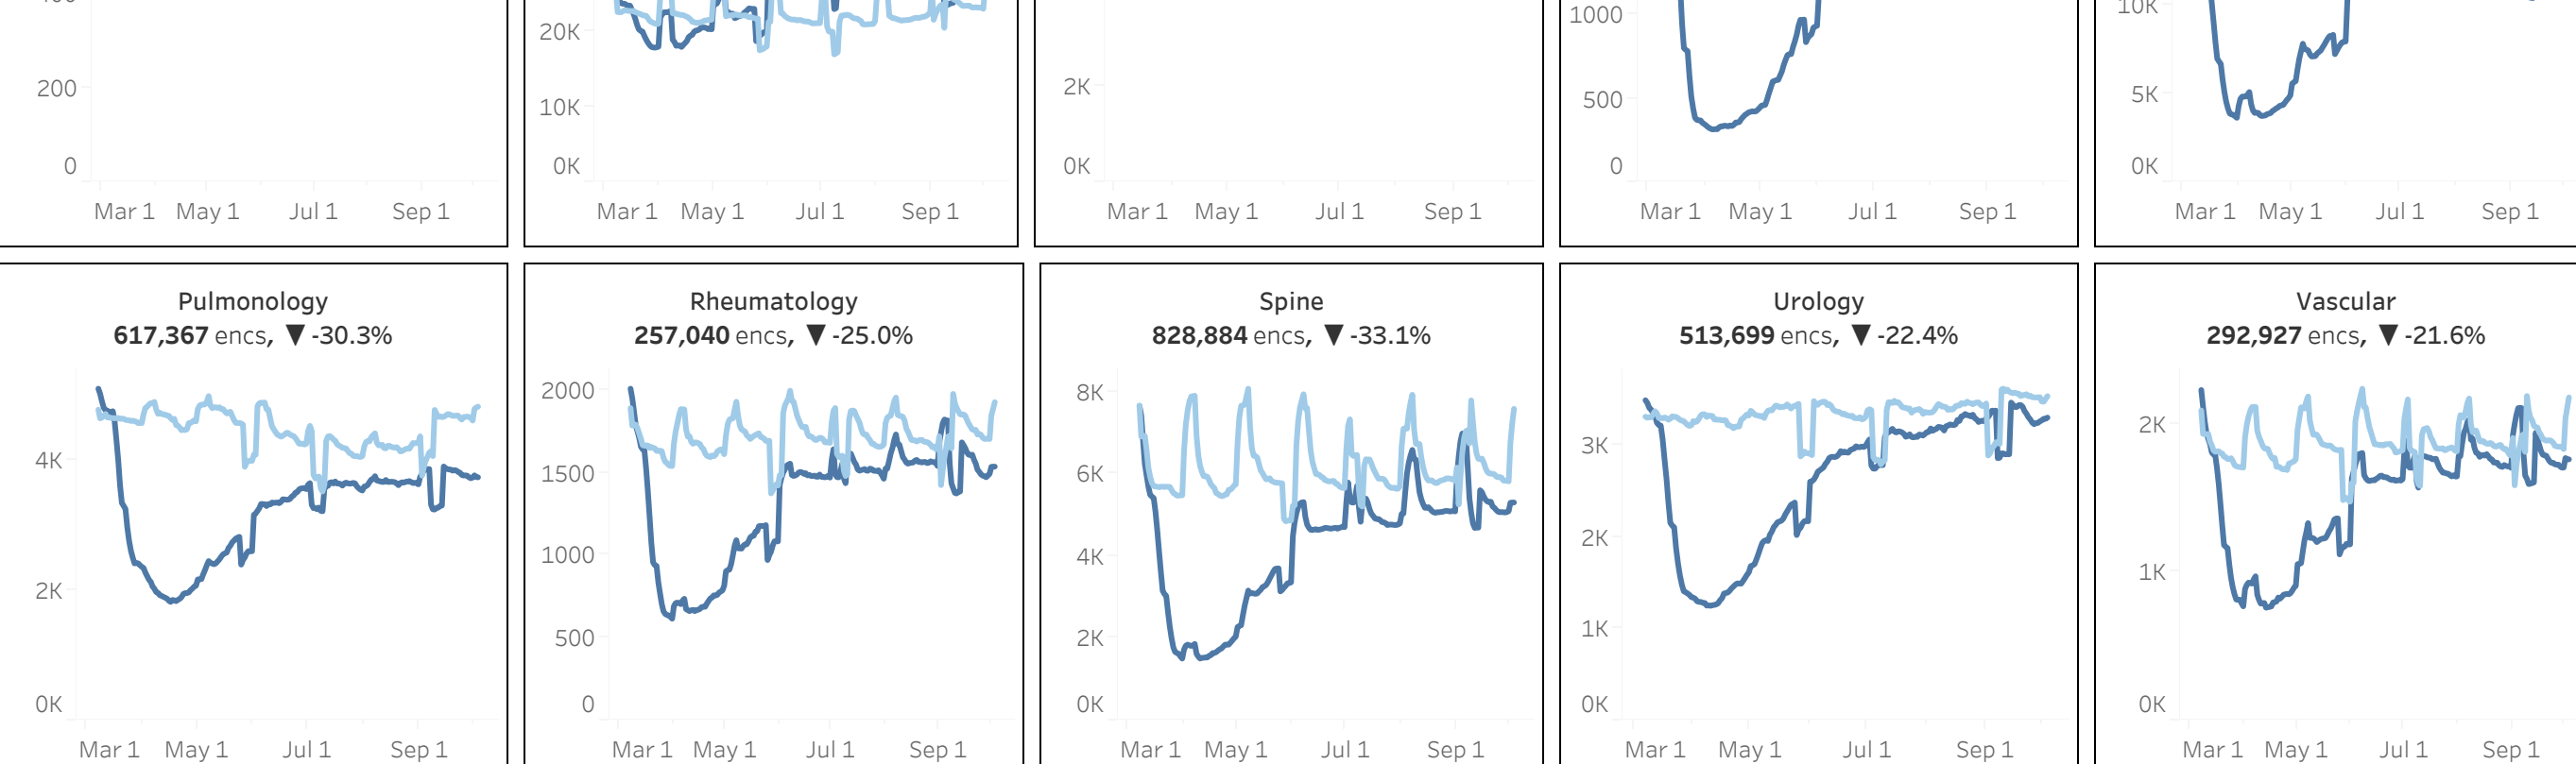 400
200
0
Mar 1 May 1 Jul 1 Sep 1
20K
10K
0K
Mar 1 May 1 Jul 1 Sep 1
2K
0K
Mar 1 May 1 Jul 1 Sep 1
1000
500
0
Mar 1 May 1 Jul 1 Sep 1
10K
5K
0K
Mar 1 May 1 Jul 1 Sep 1
Pulmonology
617,367 encs, ▼ -30.3%
4K
2K
0K
Mar 1 May 1 Jul 1 Sep 1
Rheumatology
257,040 encs, ▼ -25.0%
2000
1500
1000
500
0
Mar 1 May 1 Jul 1 Sep 1
Spine
828,884 encs, ▼ -33.1%
8K
6K
4K
2K
0K
Mar 1 May 1 Jul 1 Sep 1
Urology
513,699 encs, ▼ -22.4%
3K
2K
1K
0K
Mar 1 May 1 Jul 1 Sep 1
Vascular
292,927 encs, ▼ -21.6%
2K
1K
0K
Mar 1 May 1 Jul 1 Sep 1